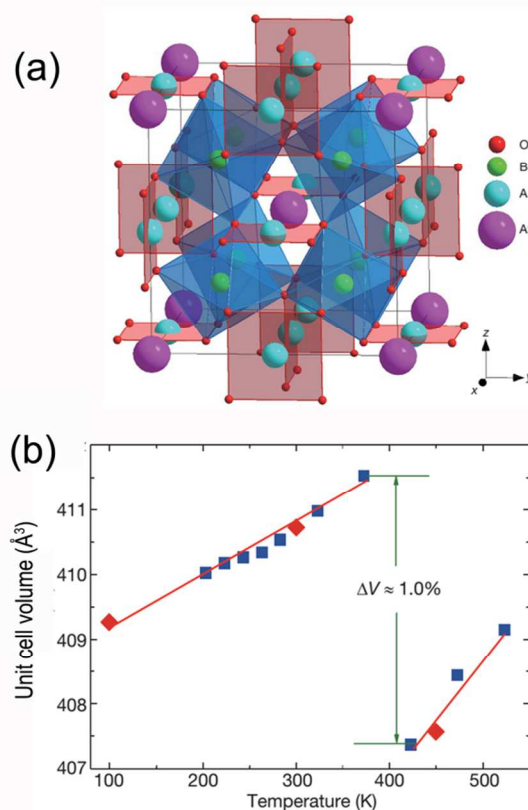 (a)
O
B
A
A
z
y
x
(b)
Unit cell volume (Å³)
411
410
409
408
407
ΔV ≈ 1.0%
100
200
300
400
500
Temperature (K)